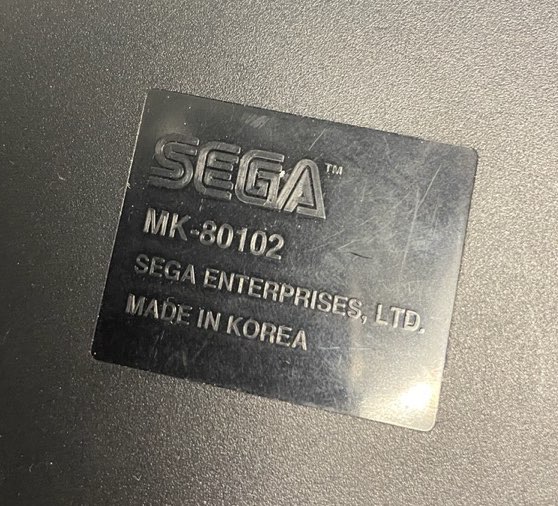 SEGA™
MK-80102
SEGA ENTERPRISES, LTD.
MADE IN KOREA